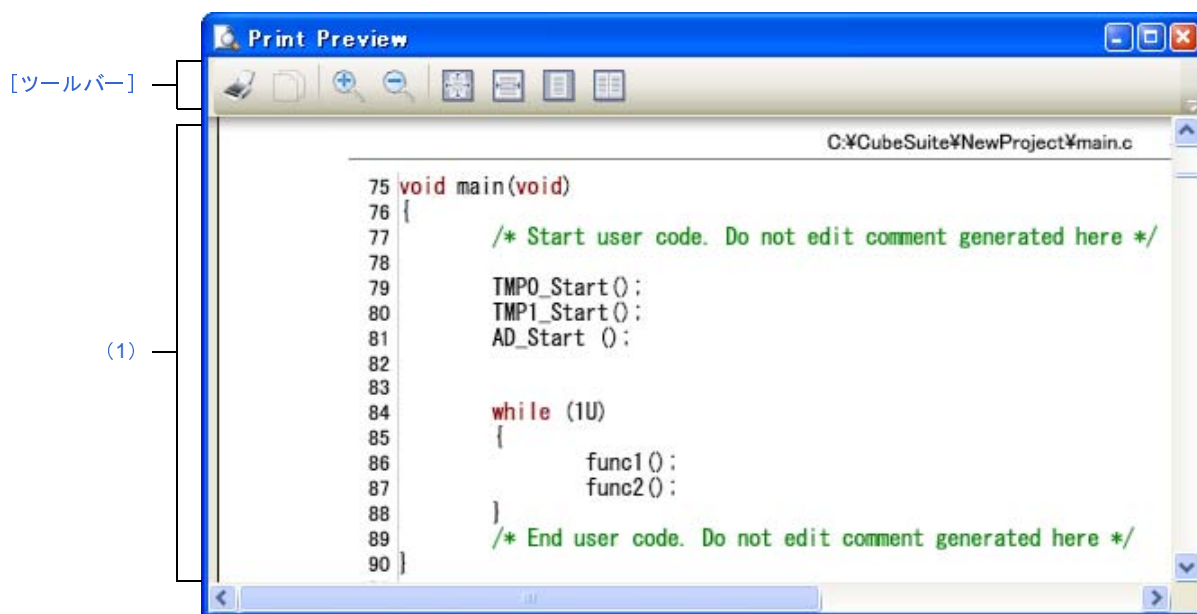 Print Preview
[ツールバー]
C:¥CubeSuite¥NewProject¥main.c
75 void main(void)
76 {
77 /* Start user code. Do not edit comment generated here */
78
79 TMP0_Start();
80 TMP1_Start();
(1)
81 AD_Start ();
82
83
84 while (1U)
85 {
86 func1();
87 func2();
88 }
89 /* End user code. Do not edit comment generated here */
90 }